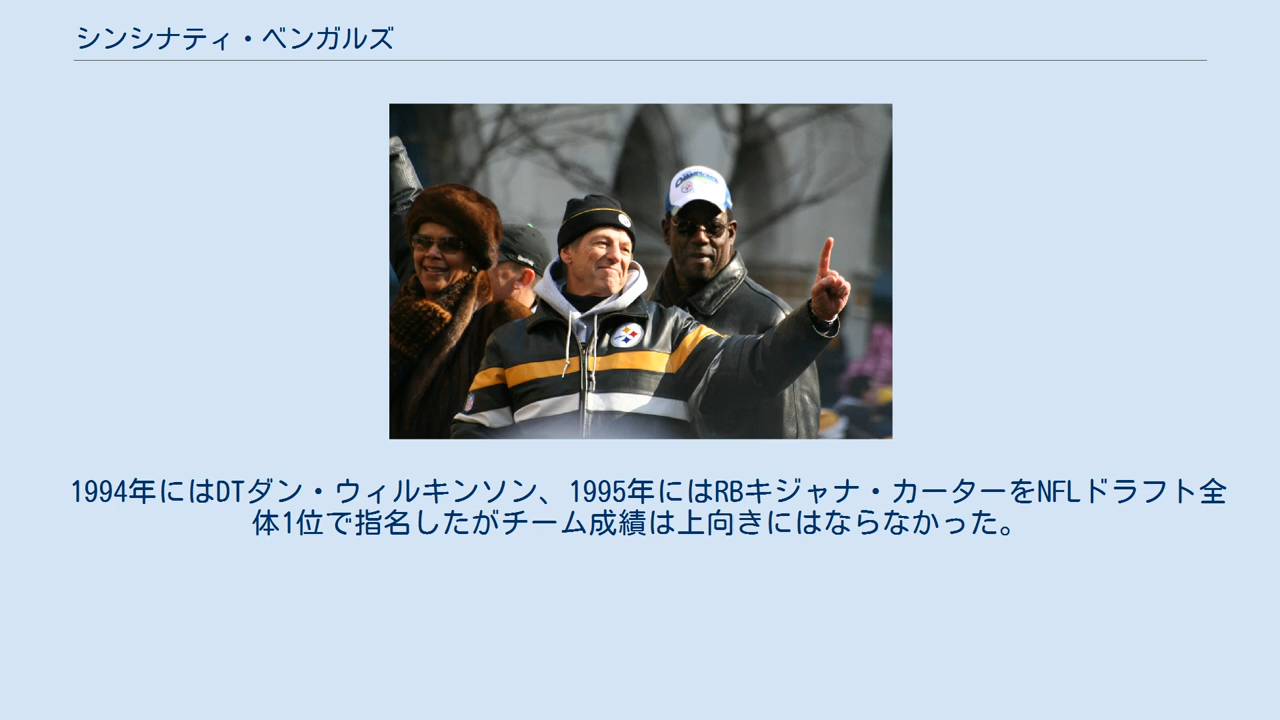 シンシナティ・ベンガルズ
1994年にはDTダン・ウィルキンソン、1995年にはRBキジャナ・カーターをNFLドラフト全
体1位で指名したがチーム成績は上向きにはならなかった。